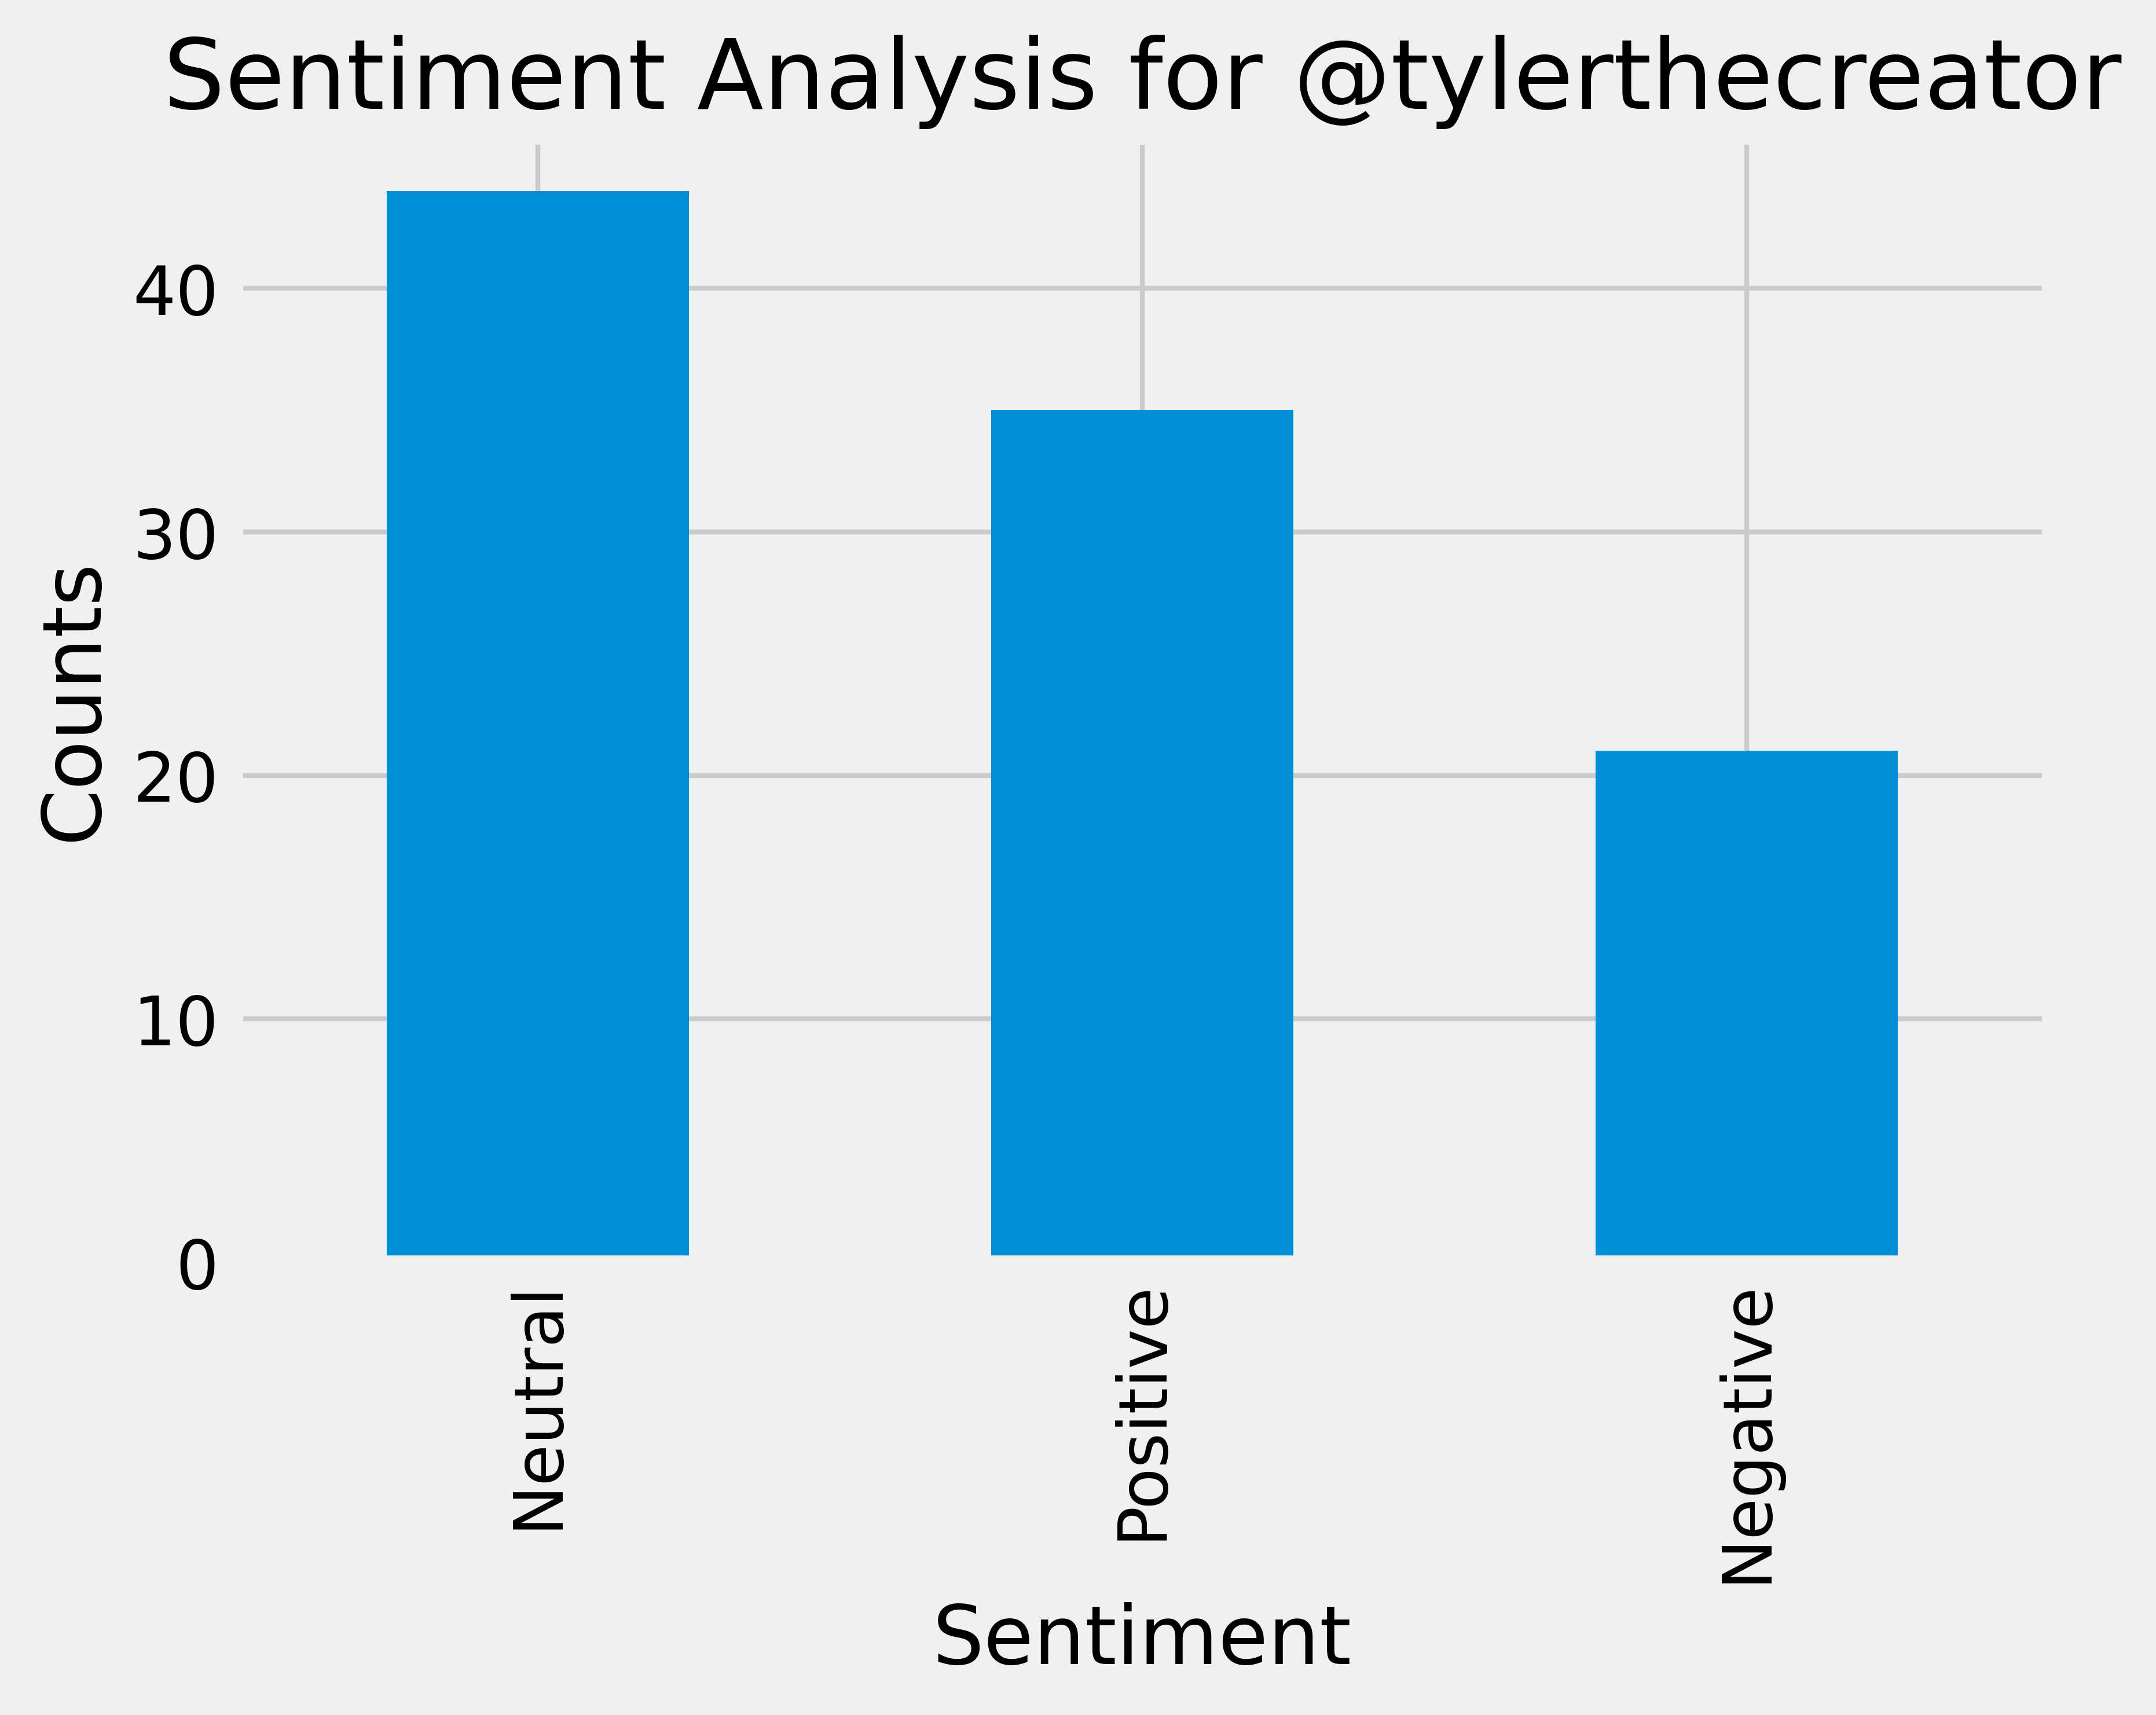 Sentiment Analysis for @tylerthecreator
Counts
40
30
20
10
0
Neutral
Positive
Negative
Sentiment